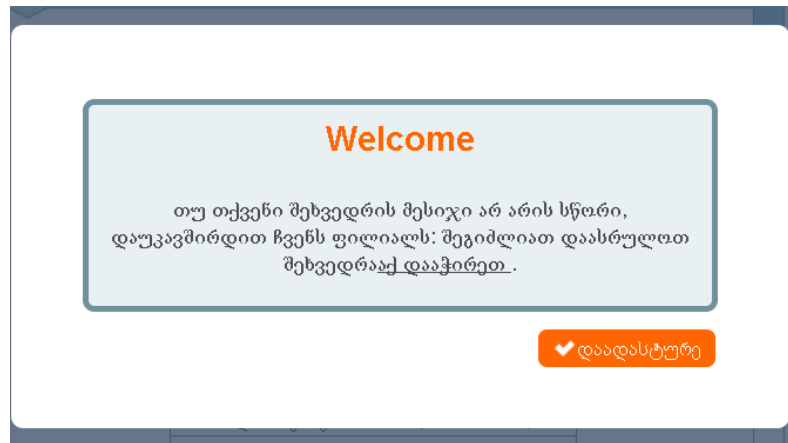 Welcome
თუ თქვენი შეხვედრის მესიჯი არ არის სწორი,
დაუკავშირდით ჩვენს ფილიალს: შეგიძლიათ დაასრულოთ
შეხვედრააქ დააჭირეთ .
დაადასტურე